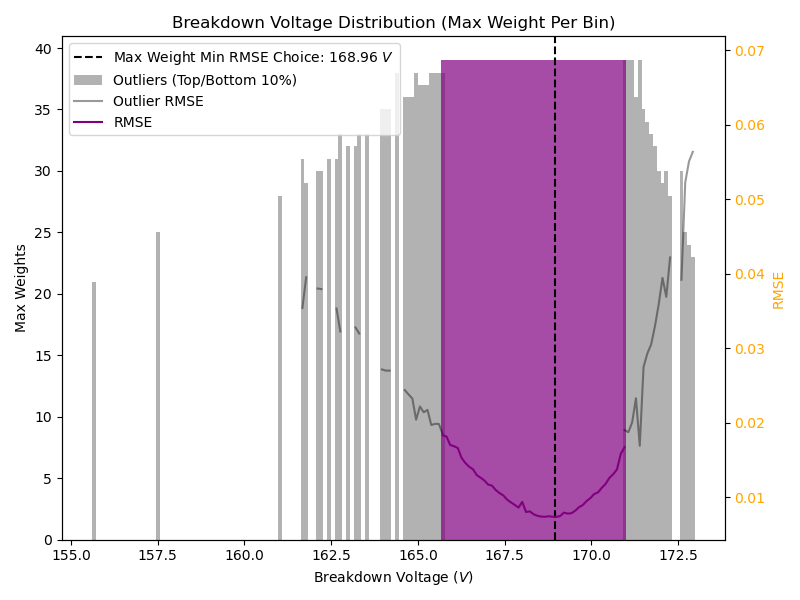 Breakdown Voltage Distribution (Max Weight Per Bin)
Max Weight Min RMSE Choice: 168.96 V
Outliers (Top/Bottom 10%)
Outlier RMSE
RMSE
Max Weights
40
35
30
25
20
15
10
5
0
0.07
0.06
0.05
0.04
0.03
0.02
0.01
RMSE
155.0 157.5 160.0 162.5 165.0 167.5 170.0 172.5
Breakdown Voltage (V)